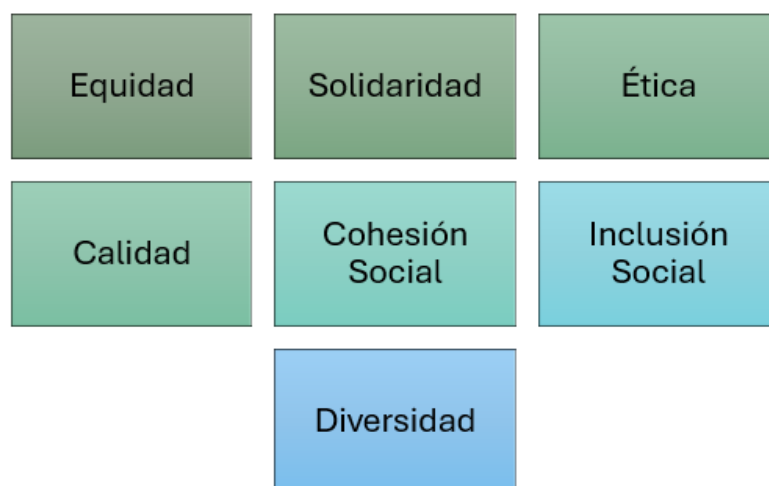 Equidad
Solidaridad
Ética
Calidad
Cohesión
Social
Inclusión
Social
Diversidad